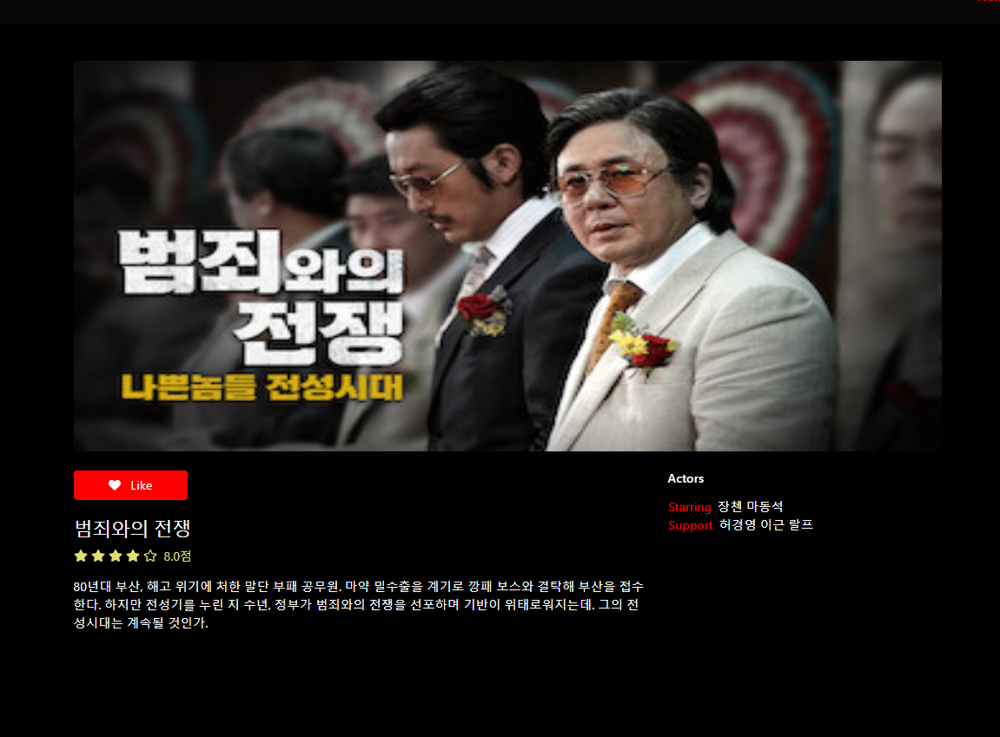 범죄와의
전쟁
나쁜놈들 전성시대
Like
범죄와의 전쟁
8.0점
80년대 부산, 해고 위기에 처한 말단 부패 공무원. 마약 밀수출을 계기로 깡패 보스와 결탁해 부산을 접수
한다. 하지만 전성기를 누린 지 수년, 정부가 범죄와의 전쟁을 선포하며 기반이 위태로워지는데. 그의 전
성시대는 계속될 것인가.
Actors
Starring 장첸 마동석
Support 허경영 이근 랄프